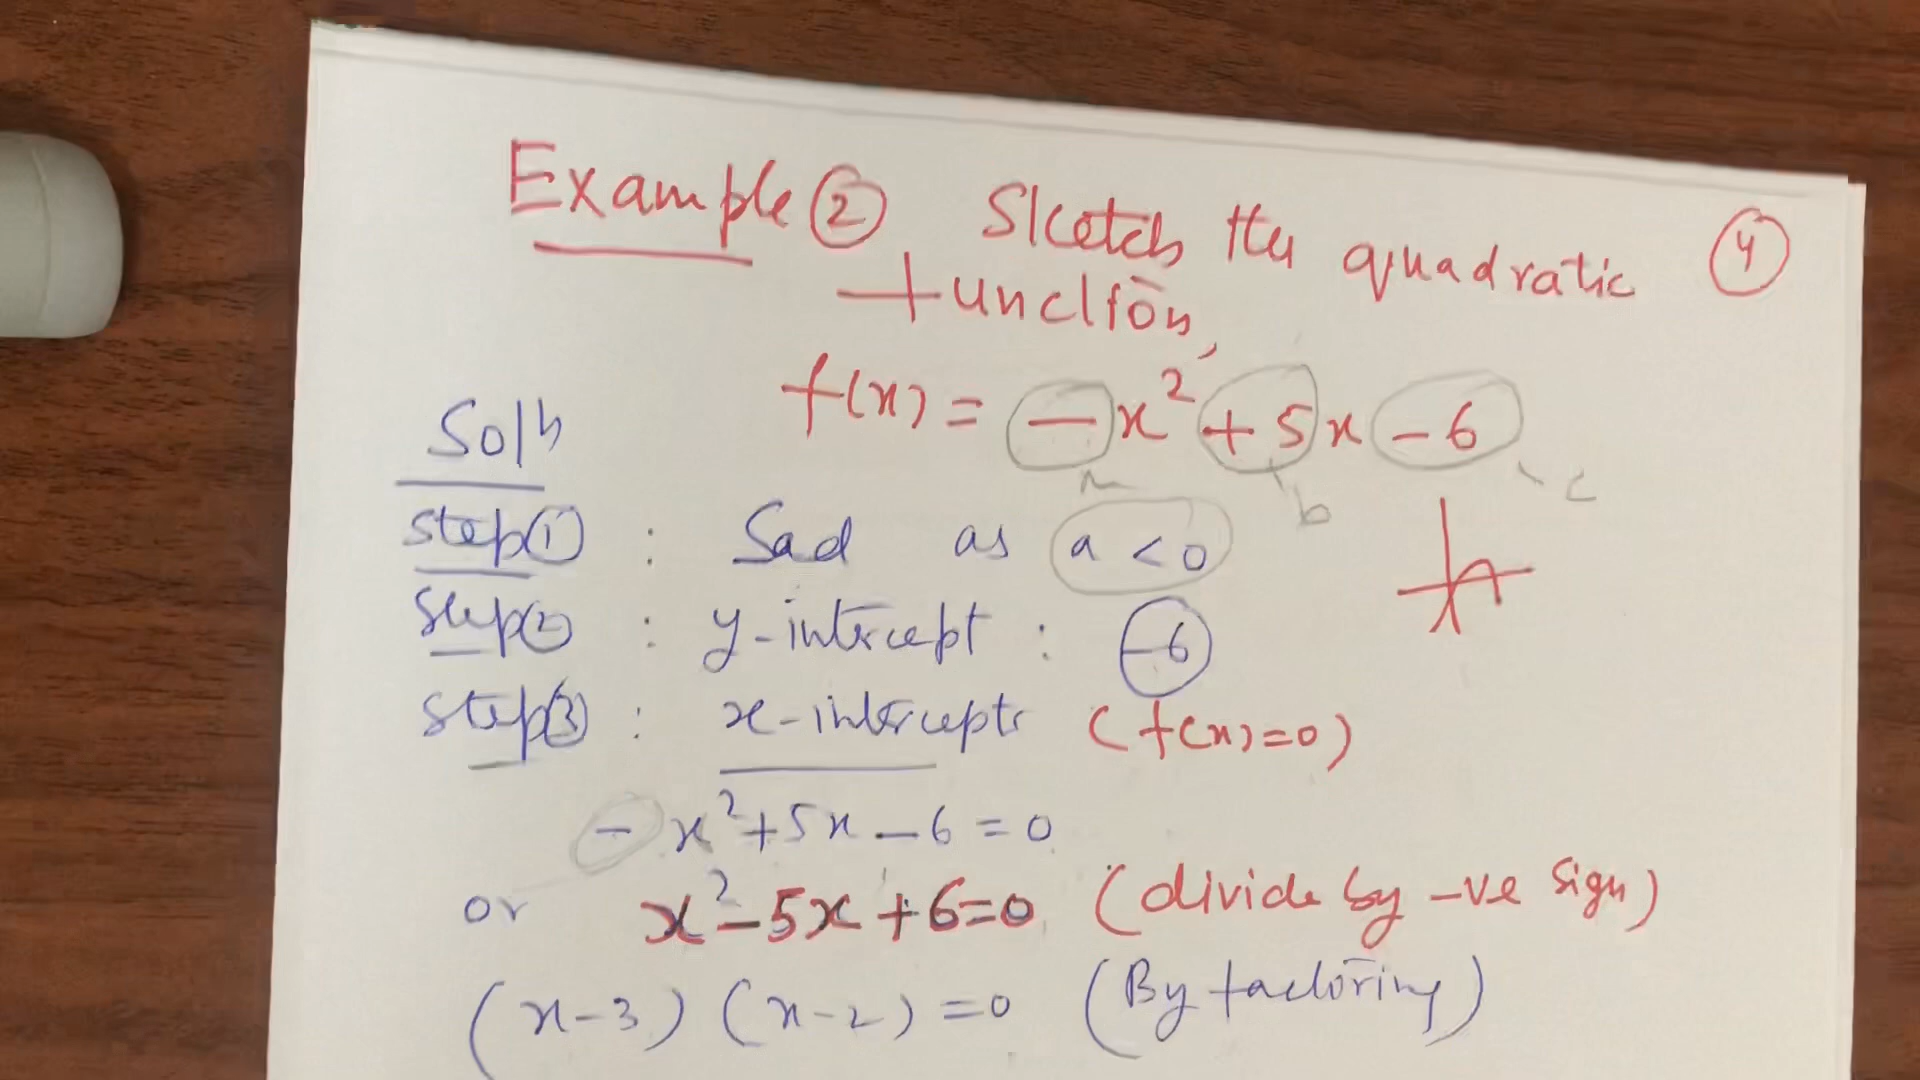 Example ② Sketch the quadratic ④
function,
f(x) = -x² + 5x - 6
a b c
Soln
step① : Sad as a < 0
step② : y-intercept : -6
step③ : x-intercepts (f(x)=0)
-x²+5x-6=0
or x²-5x+6=0 (divide by -ve sign)
(x-3) (x-2) =0 (By factoring)